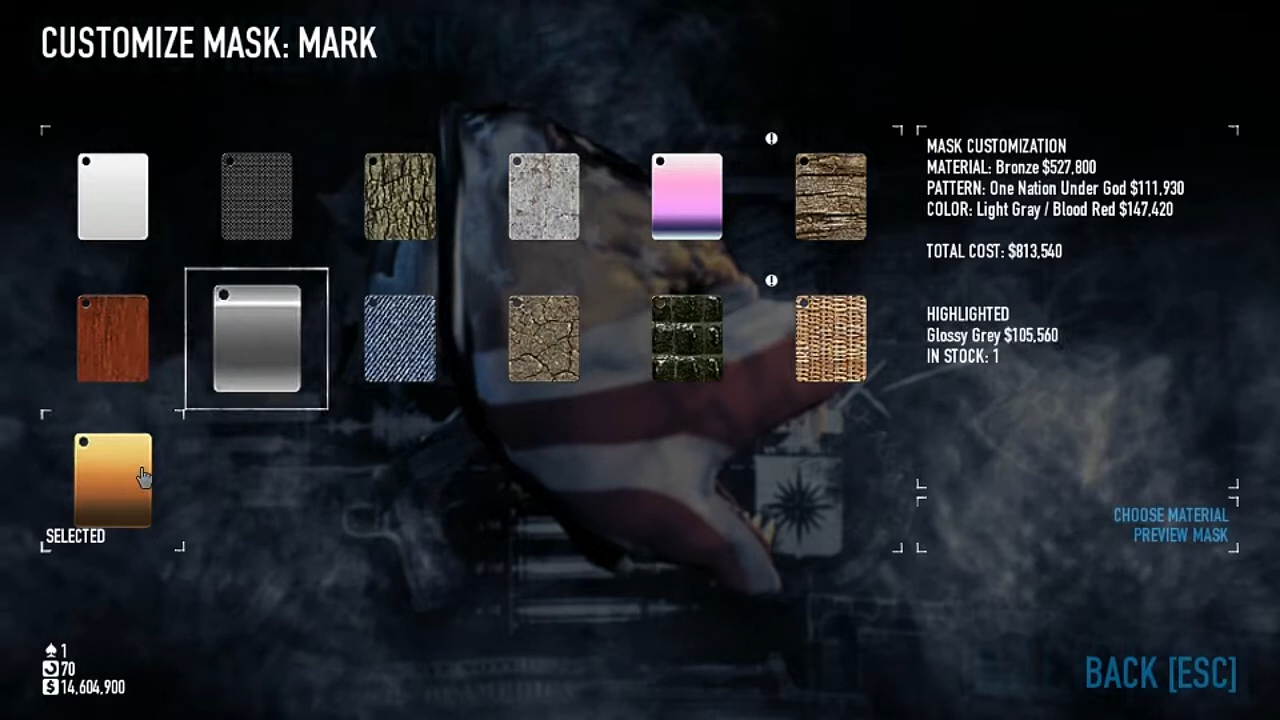 CUSTOMIZE MASK: MARK
MASK CUSTOMIZATION
MATERIAL: Bronze $527,800
PATTERN: One Nation Under God $111,930
COLOR: Light Gray / Blood Red $147,420
TOTAL COST: $813,540
HIGHLIGHTED
Glossy Grey $105,560
IN STOCK: 1
SELECTED
CHOOSE MATERIAL
PREVIEW MASK
1
70
$ 14,604,900
BACK [ESC]